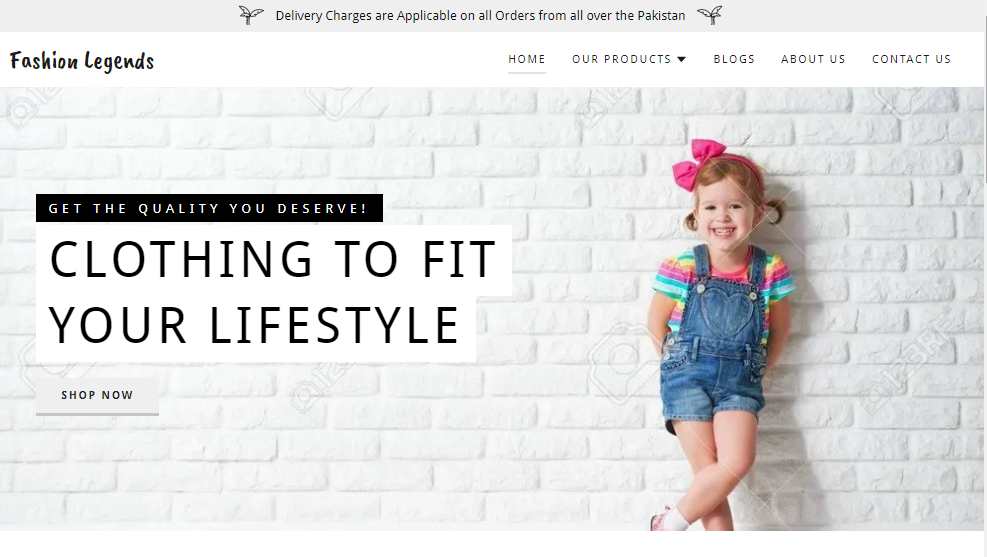 Delivery Charges are Applicable on all Orders from all over the Pakistan
Fashion Legends
HOME OUR PRODUCTS BLOGS ABOUT US CONTACT US
GET THE QUALITY YOU DESERVE!
CLOTHING TO FIT
YOUR LIFESTYLE
SHOP NOW